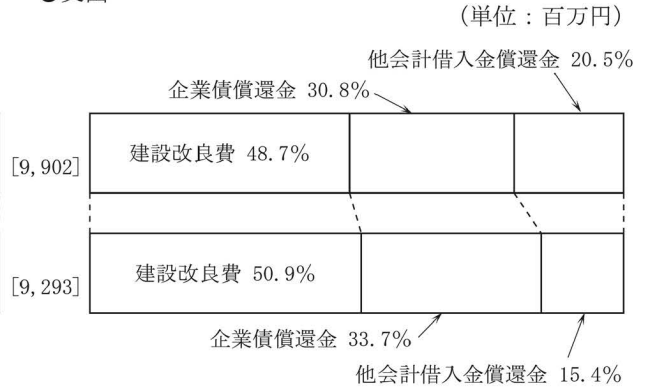 （単位：百万円）
他会計借入金償還金 20.5%
企業債償還金 30.8%
[9,902]
建設改良費 48.7%
[9,293]
建設改良費 50.9%
企業債償還金 33.7%
他会計借入金償還金 15.4%